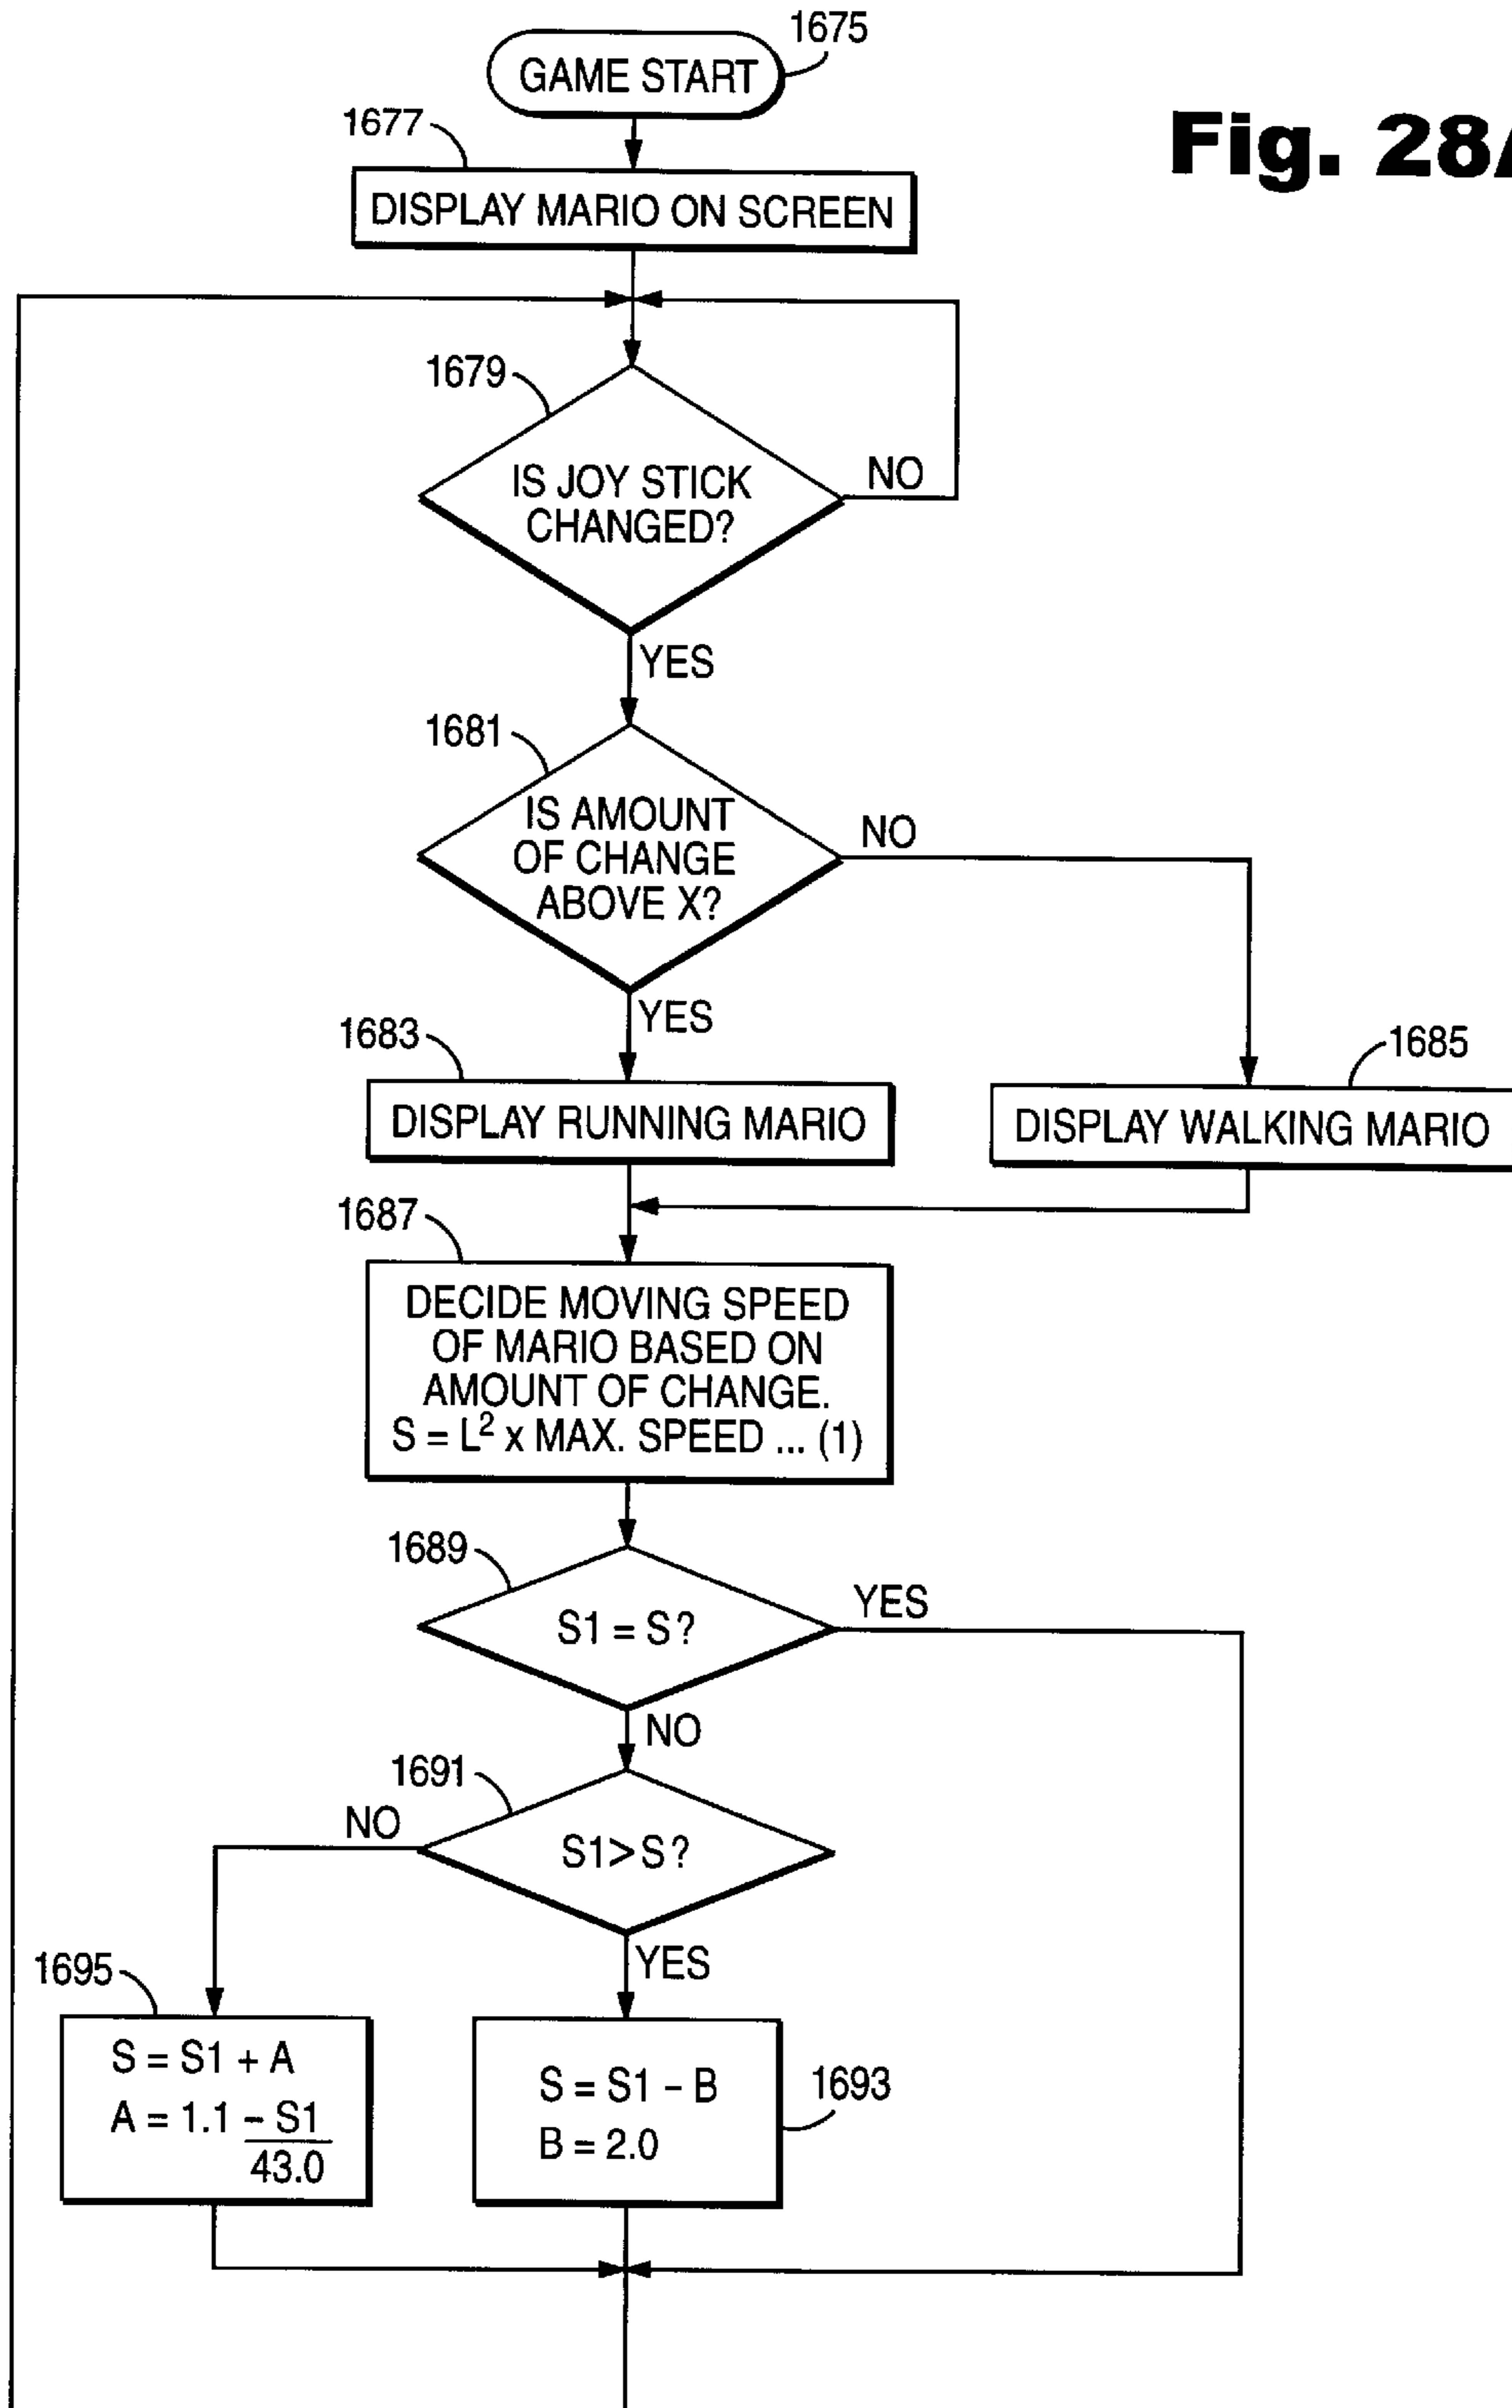 1675
GAME START
Fig. 28A
1677
DISPLAY MARIO ON SCREEN
1679
IS JOY STICK
CHANGED?
NO
YES
1681
IS AMOUNT
OF CHANGE
ABOVE X?
NO
YES
1683
DISPLAY RUNNING MARIO
1685
DISPLAY WALKING MARIO
1687
DECIDE MOVING SPEED
OF MARIO BASED ON
AMOUNT OF CHANGE.
S = L² x MAX. SPEED ... (1)
1689
S1 = S?
YES
NO
1691
S1>S?
NO
YES
1695
S = S1 + A
A = 1.1 – S1
43.0
S = S1 – B
B = 2.0
1693